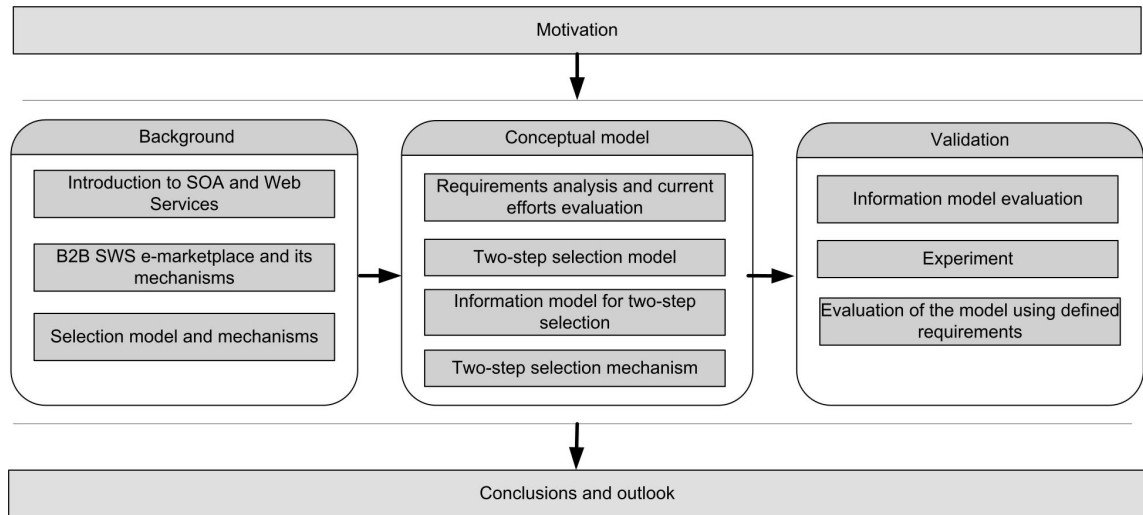 Motivation
Background
Introduction to SOA and Web
Services
B2B SWS e-marketplace and its
mechanisms
Selection model and mechanisms
Conceptual model
Requirements analysis and current
efforts evaluation
Two-step selection model
Information model for two-step
selection
Two-step selection mechanism
Validation
Information model evaluation
Experiment
Evaluation of the model using defined
requirements
Conclusions and outlook